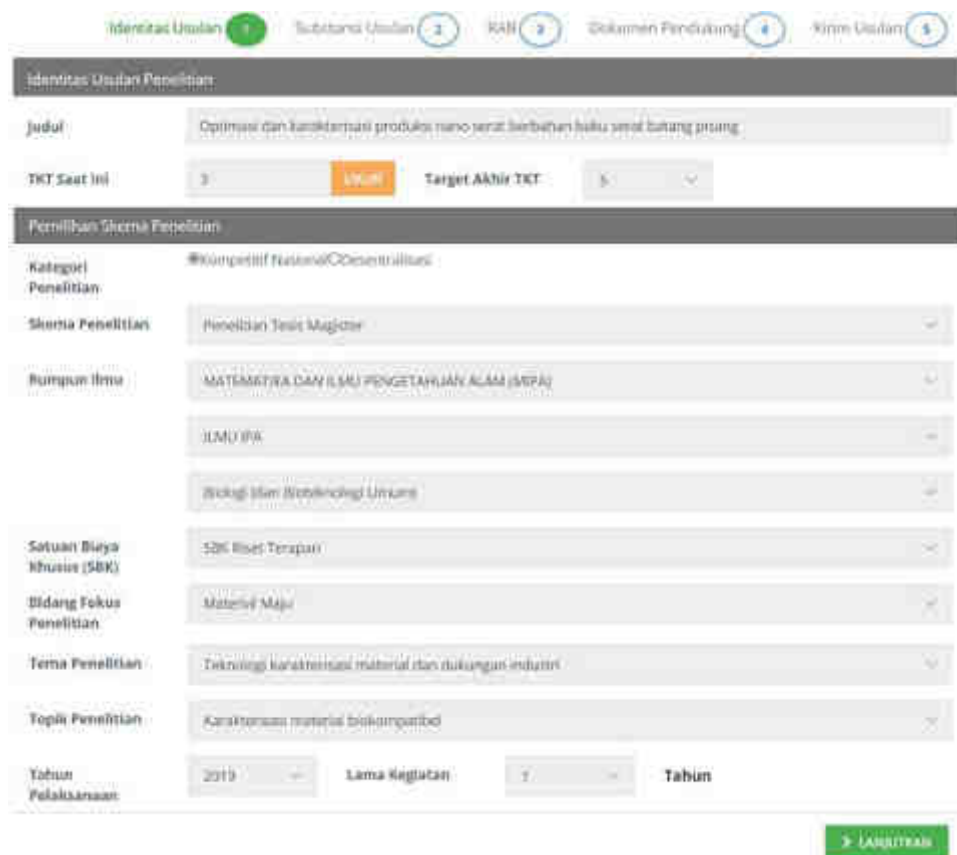 Identitas Usulan 1 Substansi Usulan 2 RAB 3 Dokumen Pendukung 4 Kirim Usulan 5
Identitas Usulan Penelitian
Judul Optimasi dan karakterisasi produksi nano serat berbahan baku serat batang pisang
TKT Saat Ini 3 UKUR Target Akhir TKT 5
Pemilihan Skema Penelitian
Kategori Penelitian Kompetitif Nasional Desentralisasi
Skema Penelitian Penelitian Tesis Magister
Rumpun Ilmu MATEMATIKA DAN ILMU PENGETAHUAN ALAM (MIPA)
ILMU IPA
Biologi (dan Bioteknologi Umum)
Satuan Biaya Khusus (SBK) SBK Riset Terapan
Bidang Fokus Penelitian Material Maju
Tema Penelitian Teknologi karakterisasi material dan dukungan industri
Topik Penelitian Karakterisasi material biokompatibel
Tahun Pelaksanaan 2019 Lama Kegiatan 1 Tahun
LANJUTKAN